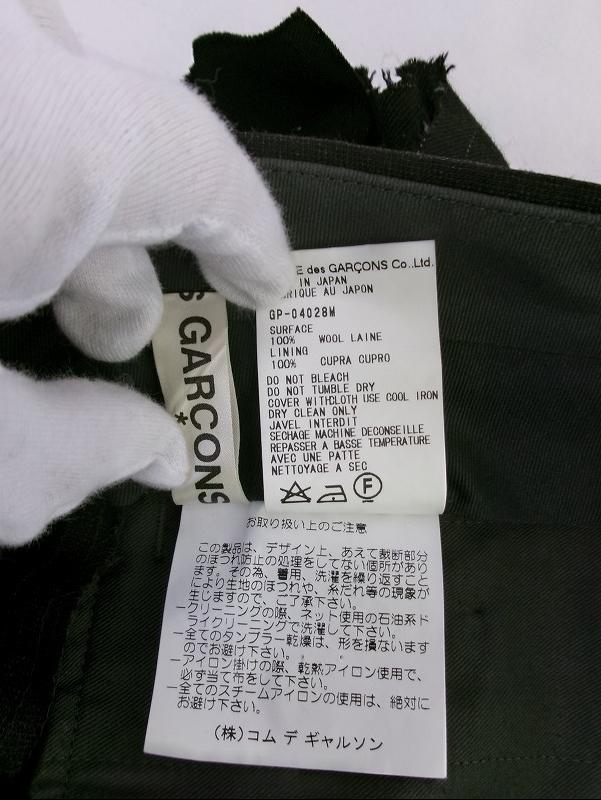 S GARCONS
*
E des GARÇONS Co.,Ltd.
IN JAPAN
RIQUE AU JAPON
GP-04028M
SURFACE
100% WOOL LAINE
LINING
100% CUPRA CUPRO
DO NOT BLEACH
DO NOT TUMBLE DRY
COVER WITHCLOTH USE COOL IRON
DRY CLEAN ONLY
JAVEL INTERDIT
SECHAGE MACHINE DECONSEILLE
REPASSER A BASSE TEMPERATURE
AVEC UNE PATTE
NETTOYAGE A SEC
F
お取り扱い上のご注意
この製品は、デザイン上、あえて裁断部分
のほつれ防止の処理をしてない個所があり
ます。その為、着用、洗濯を繰り返すこと
により生地のほつれや、糸だれ等の現象が
生じますので、ご了承下さい。
ークリーニングの際、ネット使用の石油系ド
ライクリーニングで洗濯して下さい。
ー全てのタンブラー乾燥は、形を損ないます
のでお避け下さい。
ーアイロン掛けの際、乾熱アイロン使用で、
必ず当て布をして下さい。
ー全てのスチームアイロンの使用は、絶対に
お避け下さい。
(株)コム デ ギャルソン